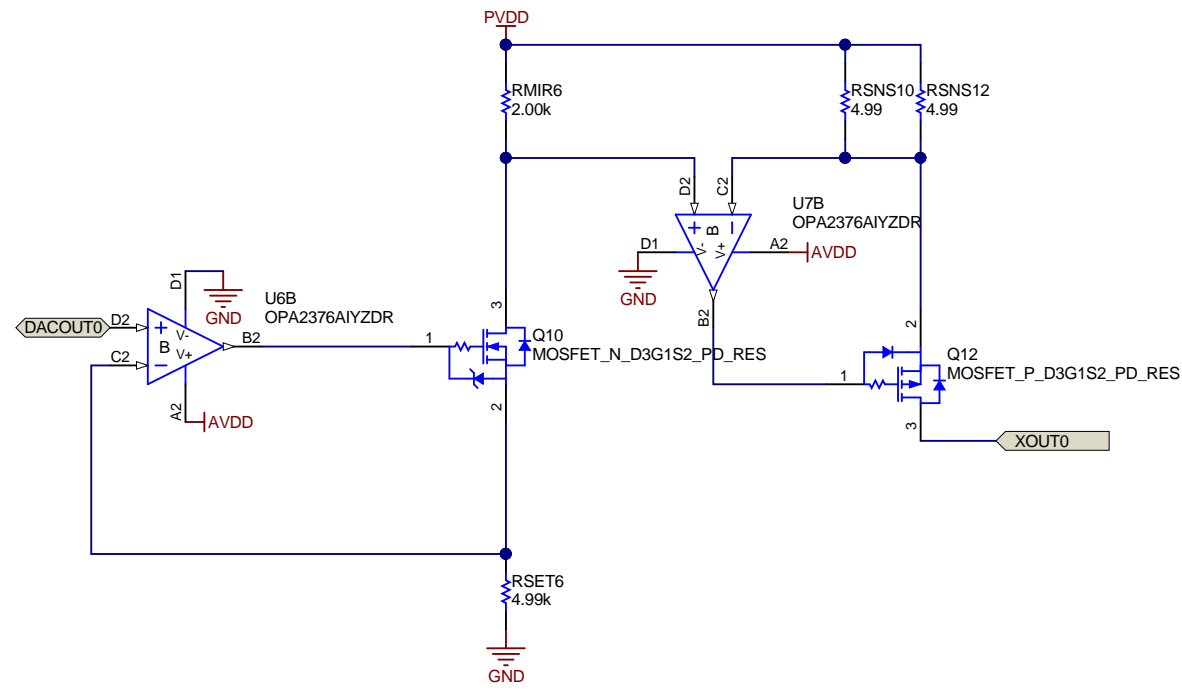 PVDD
RMIR6
2.00k
RSNS10
4.99
RSNS12
4.99
D2
C2
U7B
OPA2376AIYZDR
+
B
−
V-
V+
D1
A2
AVDD
GND
B2
D1
GND
U6B
OPA2376AIYZDR
DACOUT0
D2
+
V-
B
V+
C2
−
B2
A2
AVDD
3
1
Q10
MOSFET_N_D3G1S2_PD_RES
2
2
Q12
MOSFET_P_D3G1S2_PD_RES
1
3
XOUT0
RSET6
4.99k
GND